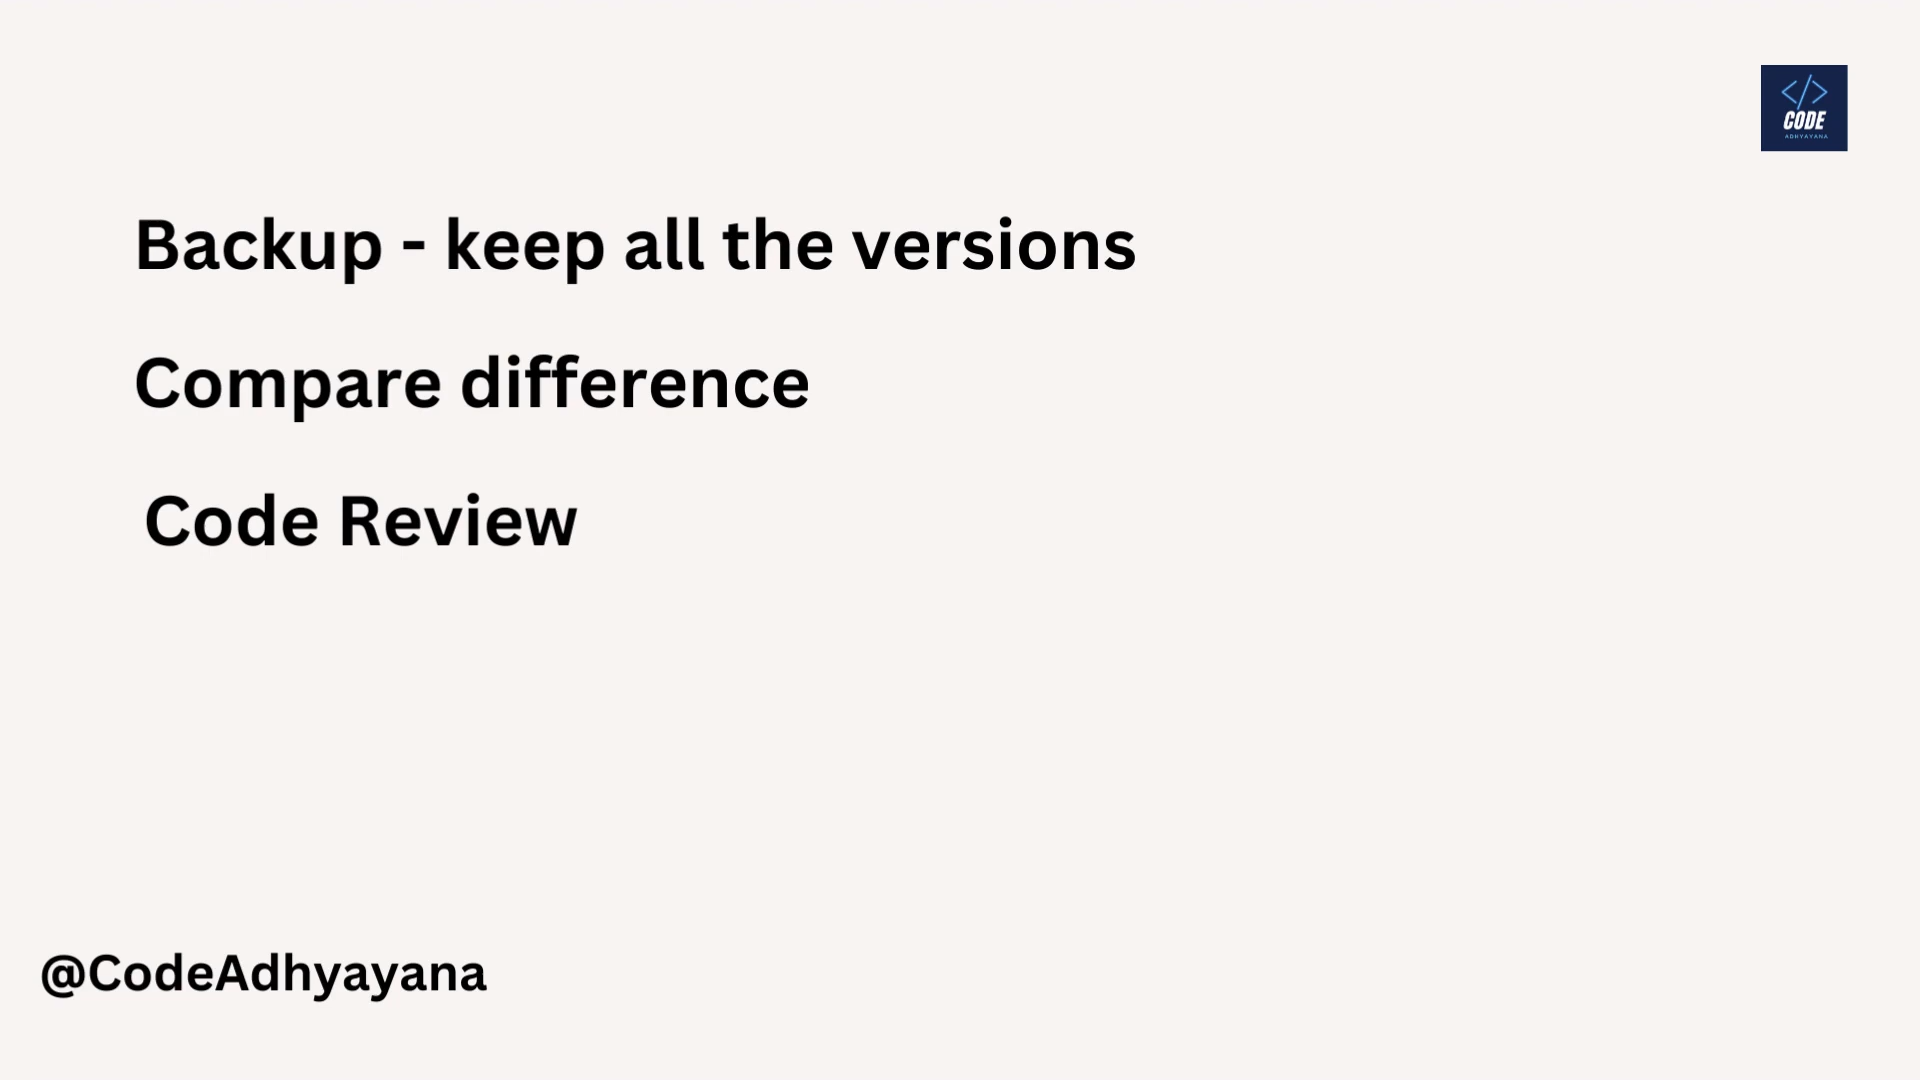 </>
CODE
ADHYAYANA
Backup - keep all the versions
Compare difference
Code Review
@CodeAdhyayana